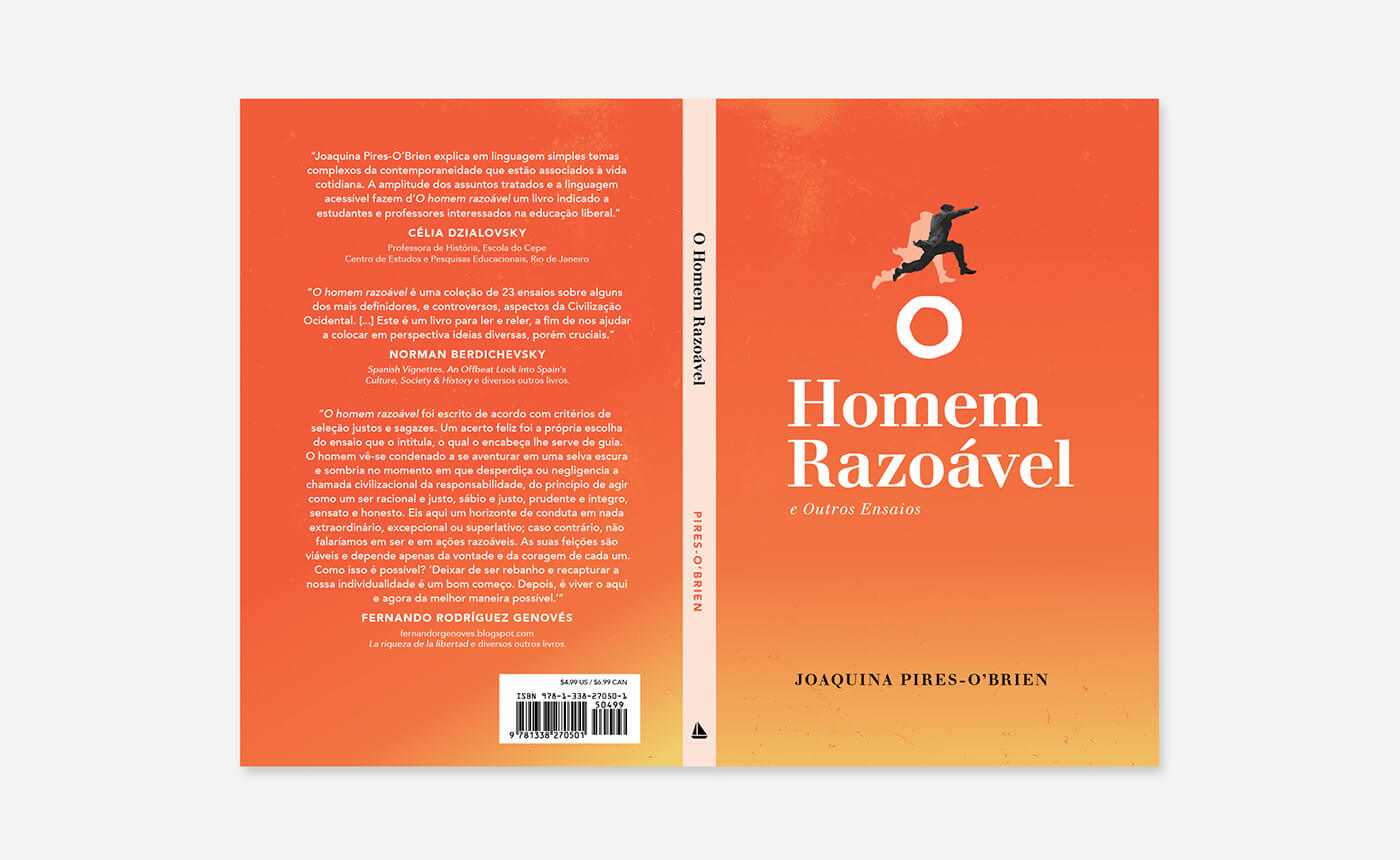 “Joaquina Pires-O’Brien explica em linguagem simples temas
complexos da contemporaneidade que estão associados à vida
cotidiana. A amplitude dos assuntos tratados e a linguagem
acessível fazem d’O homem razoável um livro indicado a
estudantes e professores interessados na educação liberal.”
CÉLIA DZIALOVSKY
Professora de História, Escola do Cepe
Centro de Estudos e Pesquisas Educacionais, Rio de Janeiro
“O homem razoável é uma coleção de 23 ensaios sobre alguns
dos mais definidores, e controversos, aspectos da Civilização
Ocidental. [...] Este é um livro para ler e reler, a fim de nos ajudar
a colocar em perspectiva ideias diversas, porém cruciais.”
NORMAN BERDICHEVSKY
Spanish Vignettes. An Offbeat Look into Spain’s
Culture, Society & History e diversos outros livros.
“O homem razoável foi escrito de acordo com critérios de
seleção justos e sagazes. Um acerto feliz foi a própria escolha
do ensaio que o intitula, o qual o encabeça lhe serve de guia.
O homem vê-se condenado a se aventurar em uma selva escura
e sombria no momento em que desperdiça ou negligencia a
chamada civilizacional da responsabilidade, do princípio de agir
como um ser racional e justo, sábio e justo, prudente e íntegro,
sensato e honesto. Eis aqui um horizonte de conduta em nada
extraordinário, excepcional ou superlativo; caso contrário, não
falaríamos em ser e em ações razoáveis. As suas feições são
viáveis e depende apenas da vontade e da coragem de cada um.
Como isso é possível? ‘Deixar de ser rebanho e recapturar a
nossa individualidade é um bom começo. Depois, é viver o aqui
e agora da melhor maneira possível.’”
FERNANDO RODRÍGUEZ GENOVÉS
fernandorgenoves.blogspot.com
La riqueza de la libertad e diversos outros livros.
$4.99 US / $6.99 CAN
ISBN 978-1-338-27050-1
50499
9 781338 270501
O Homem Razoável
PIRES-O’BRIEN
O
Homem
Razoável
e Outros Ensaios
JOAQUINA PIRES-O’BRIEN